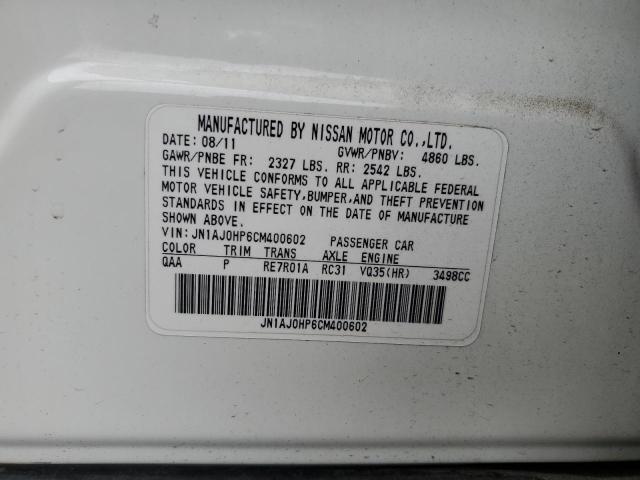 MANUFACTURED BY NISSAN MOTOR CO.,LTD.
DATE: 08/11 GVWR/PNBV: 4860 LBS.
GAWR/PNBE FR: 2327 LBS. RR: 2542 LBS.
THIS VEHICLE CONFORMS TO ALL APPLICABLE FEDERAL
MOTOR VEHICLE SAFETY,BUMPER,AND THEFT PREVENTION
STANDARDS IN EFFECT ON THE DATE OF MANUFACTURE
SHOWN ABOVE.
VIN: JN1AJ0HP6CM400602 PASSENGER CAR
COLOR TRIM TRANS AXLE ENGINE
QAA P RE7R01A RC31 VQ35(HR) 3498CC
JN1AJ0HP6CM400602